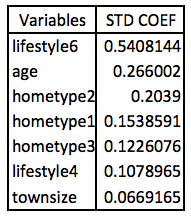 Variables STD COEF
lifestyle6 0.5408144
age 0.266002
hometype2 0.2039
hometype1 0.1538591
hometype3 0.1226076
lifestyle4 0.1078965
townsize 0.0669165